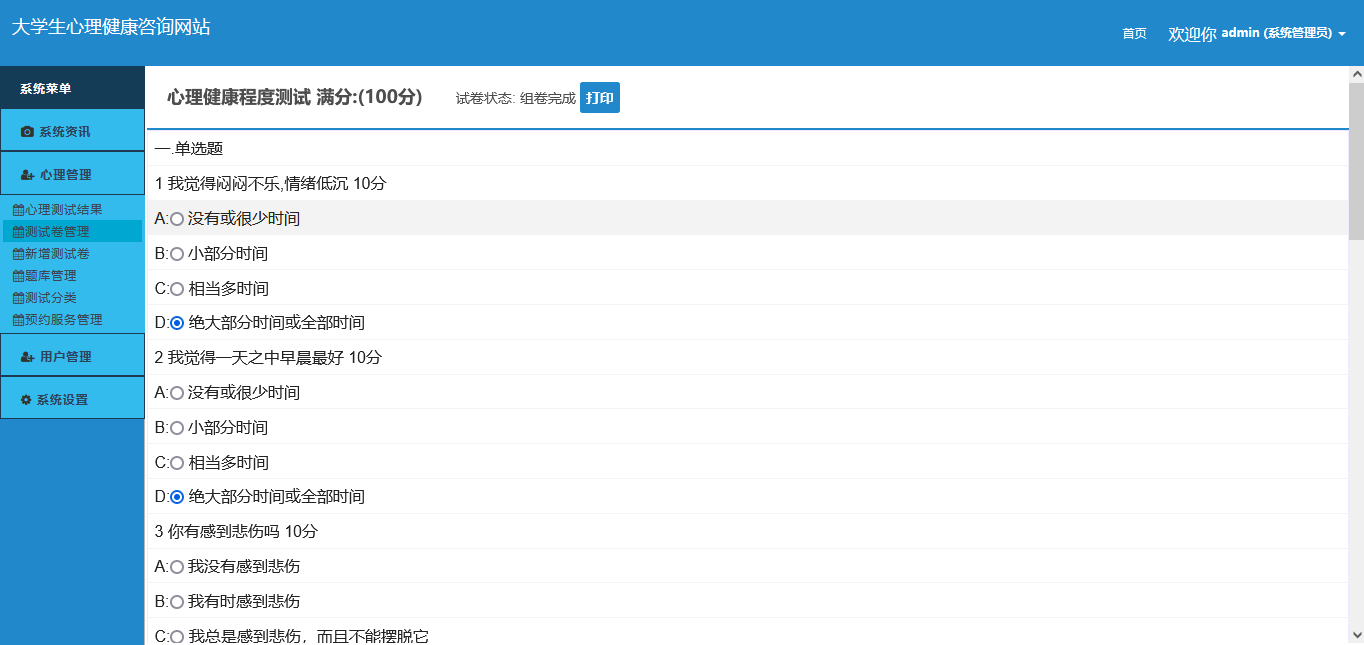 大学生心理健康咨询网站
首页 欢迎你 admin (系统管理员)
系统菜单
系统资讯
心理管理
心理测试结果
测试卷管理
新增测试卷
题库管理
测试分类
预约服务管理
用户管理
系统设置
心理健康程度测试 满分:(100分) 试卷状态: 组卷完成 打印
一.单选题
1 我觉得闷闷不乐,情绪低沉 10分
A: 没有或很少时间
B: 小部分时间
C: 相当多时间
D: 绝大部分时间或全部时间
2 我觉得一天之中早晨最好 10分
A: 没有或很少时间
B: 小部分时间
C: 相当多时间
D: 绝大部分时间或全部时间
3 你有感到悲伤吗 10分
A: 我没有感到悲伤
B: 我有时感到悲伤
C: 我总是感到悲伤，而且不能摆脱它